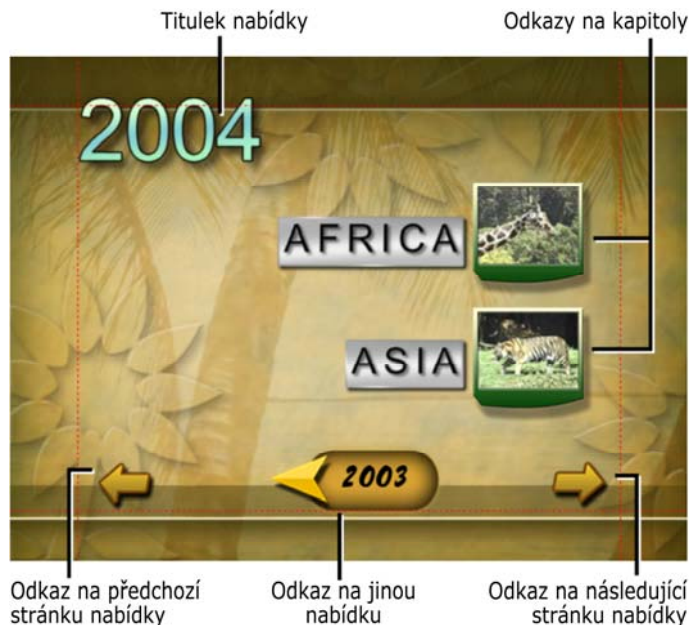 Titulek nabídky
Odkazy na kapitoly
2004
AFRICA
ASIA
2003
Odkaz na předchozí
stránku nabídky
Odkaz na jinou
nabídku
Odkaz na následující
stránku nabídky